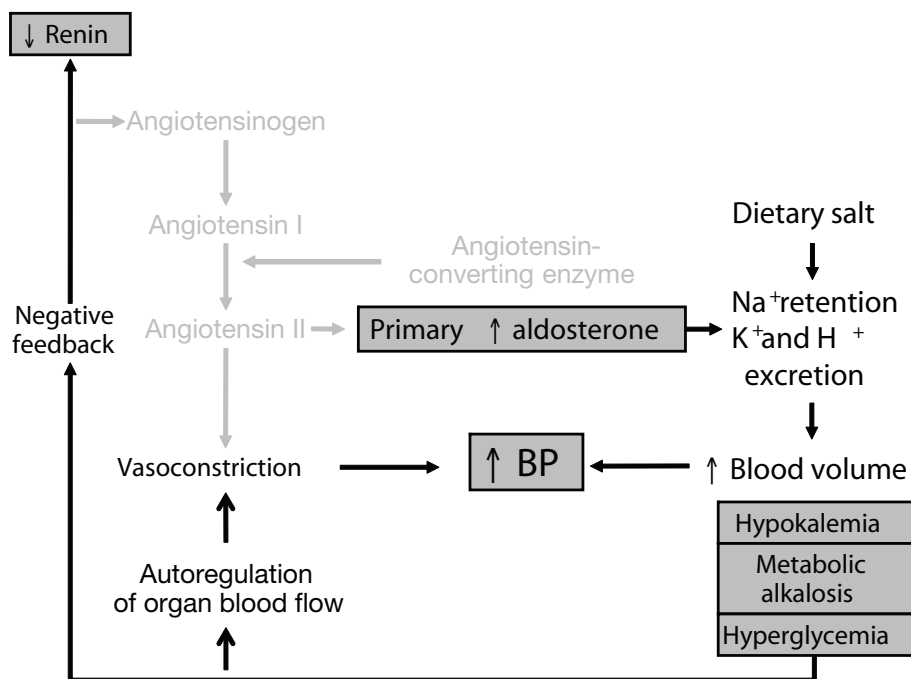 ↓ Renin
Angiotensinogen
Angiotensin I
Angiotensin-
converting enzyme
Dietary salt
Negative
feedback
Angiotensin II
Primary ↑ aldosterone
Na⁺retention
K⁺and H ⁺
excretion
Vasoconstriction
↑ BP
↑ Blood volume
Hypokalemia
Metabolic
alkalosis
Hyperglycemia
Autoregulation
of organ blood flow